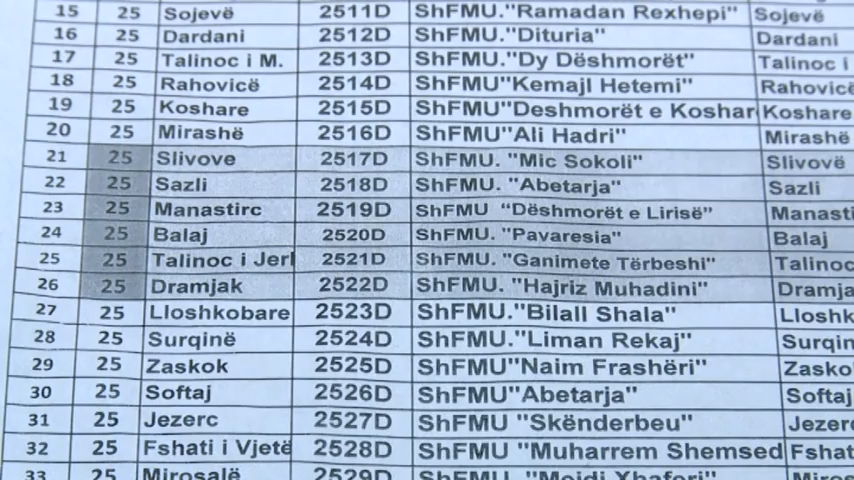 15 25 Sojevë 2511D ShFMU."Ramadan Rexhepi" Sojevë
16 25 Dardani 2512D ShFMU."Dituria" Dardani
17 25 Talinoc i M. 2513D ShFMU."Dy Dëshmorët" Talinoc i
18 25 Rahovicë 2514D ShFMU"Kemajl Hetemi" Rahovicë
19 25 Koshare 2515D ShFMU"Deshmorët e Koshar Koshare
20 25 Mirashë 2516D ShFMU"Ali Hadri" Mirashë
21 25 Slivove 2517D ShFMU. "Mic Sokoli" Slivovë
22 25 Sazli 2518D ShFMU. "Abetarja" Sazli
23 25 Manastirc 2519D ShFMU "Dëshmorët e Lirisë" Manasti
24 25 Balaj 2520D ShFMU. "Pavaresia" Balaj
25 25 Talinoc i Jerl 2521D ShFMU. "Ganimete Tërbeshi" Talinoc
26 25 Dramjak 2522D ShFMU. "Hajriz Muhadini" Dramja
27 25 Lloshkobare 2523D ShFMU."Bilall Shala" Lloshk
28 25 Surqinë 2524D ShFMU."Liman Rekaj" Surqin
29 25 Zaskok 2525D ShFMU"Naim Frashëri" Zasko
30 25 Softaj 2526D ShFMU"Abetarja" Softaj
31 25 Jezerc 2527D ShFMU "Skënderbeu" Jezer
32 25 Fshati i Vjetë 2528D ShFMU "Muharrem Shemsed Fshat
33 25 Mirosalë 2529D ShFMU. "Mejdi Xhaferi" Miros